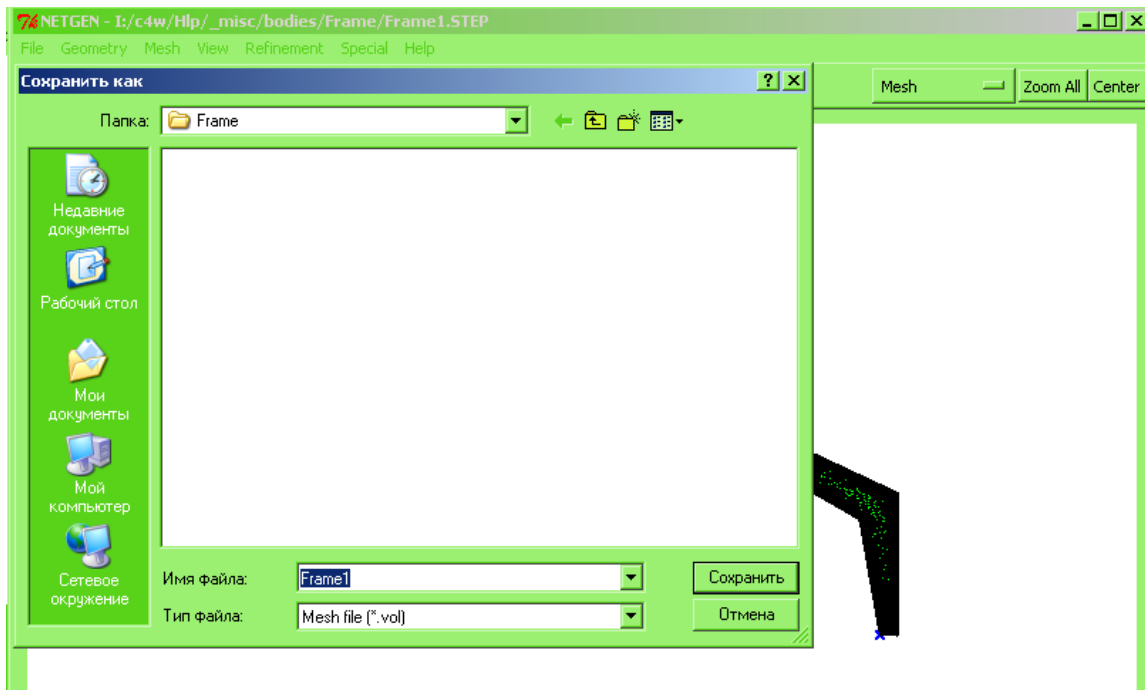 NETGEN - I:/c4w/Hlp/_misc/bodies/Frame/Frame1.STEP
File Geometry Mesh View Refinement Special Help
Сохранить как
Mesh
Zoom All
Center
Папка:
Frame
Недавние
документы
Рабочий стол
Мои
документы
Мой
компьютер
Сетевое
окружение
Имя файла:
Frame1
Сохранить
Тип файла:
Mesh file (*.vol)
Отмена